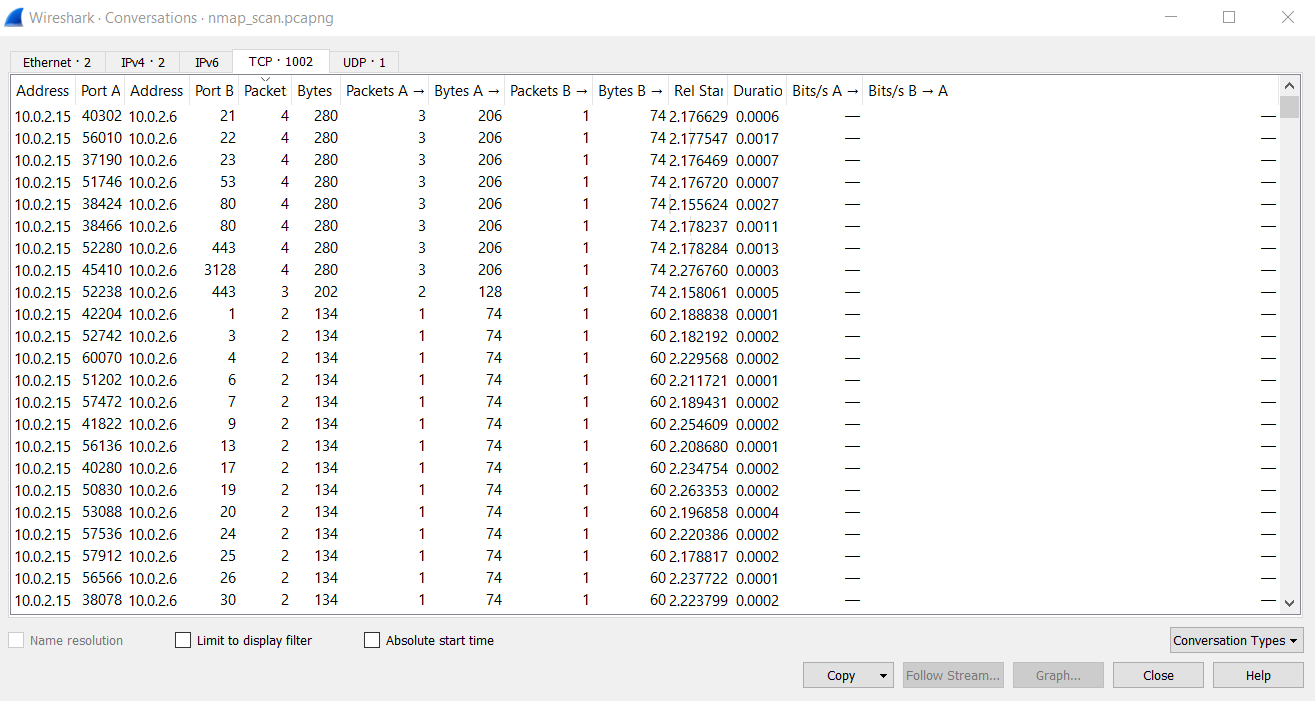 Wireshark · Conversations · nmap_scan.pcapng
Ethernet · 2 IPv4 · 2 IPv6 TCP · 1002 UDP · 1
Address Port A Address Port B Packet Bytes Packets A → Bytes A → Packets B → Bytes B → Rel Star Duratio Bits/s A → Bits/s B → A
10.0.2.15 40302 10.0.2.6 21 4 280 3 206 1 74 2.176629 0.0006 — —
10.0.2.15 56010 10.0.2.6 22 4 280 3 206 1 74 2.177547 0.0017 — —
10.0.2.15 37190 10.0.2.6 23 4 280 3 206 1 74 2.176469 0.0007 — —
10.0.2.15 51746 10.0.2.6 53 4 280 3 206 1 74 2.176720 0.0007 — —
10.0.2.15 38424 10.0.2.6 80 4 280 3 206 1 74 2.155624 0.0027 — —
10.0.2.15 38466 10.0.2.6 80 4 280 3 206 1 74 2.178237 0.0011 — —
10.0.2.15 52280 10.0.2.6 443 4 280 3 206 1 74 2.178284 0.0013 — —
10.0.2.15 45410 10.0.2.6 3128 4 280 3 206 1 74 2.276760 0.0003 — —
10.0.2.15 52238 10.0.2.6 443 3 202 2 128 1 74 2.158061 0.0005 — —
10.0.2.15 42204 10.0.2.6 1 2 134 1 74 1 60 2.188838 0.0001 — —
10.0.2.15 52742 10.0.2.6 3 2 134 1 74 1 60 2.182192 0.0002 — —
10.0.2.15 60070 10.0.2.6 4 2 134 1 74 1 60 2.229568 0.0002 — —
10.0.2.15 51202 10.0.2.6 6 2 134 1 74 1 60 2.211721 0.0001 — —
10.0.2.15 57472 10.0.2.6 7 2 134 1 74 1 60 2.189431 0.0002 — —
10.0.2.15 41822 10.0.2.6 9 2 134 1 74 1 60 2.254609 0.0002 — —
10.0.2.15 56136 10.0.2.6 13 2 134 1 74 1 60 2.208680 0.0001 — —
10.0.2.15 40280 10.0.2.6 17 2 134 1 74 1 60 2.234754 0.0002 — —
10.0.2.15 50830 10.0.2.6 19 2 134 1 74 1 60 2.263353 0.0002 — —
10.0.2.15 53088 10.0.2.6 20 2 134 1 74 1 60 2.196858 0.0004 — —
10.0.2.15 57536 10.0.2.6 24 2 134 1 74 1 60 2.220386 0.0002 — —
10.0.2.15 57912 10.0.2.6 25 2 134 1 74 1 60 2.178817 0.0002 — —
10.0.2.15 56566 10.0.2.6 26 2 134 1 74 1 60 2.237722 0.0001 — —
10.0.2.15 38078 10.0.2.6 30 2 134 1 74 1 60 2.223799 0.0002 — —
Name resolution Limit to display filter Absolute start time Conversation Types
Copy Follow Stream... Graph... Close Help